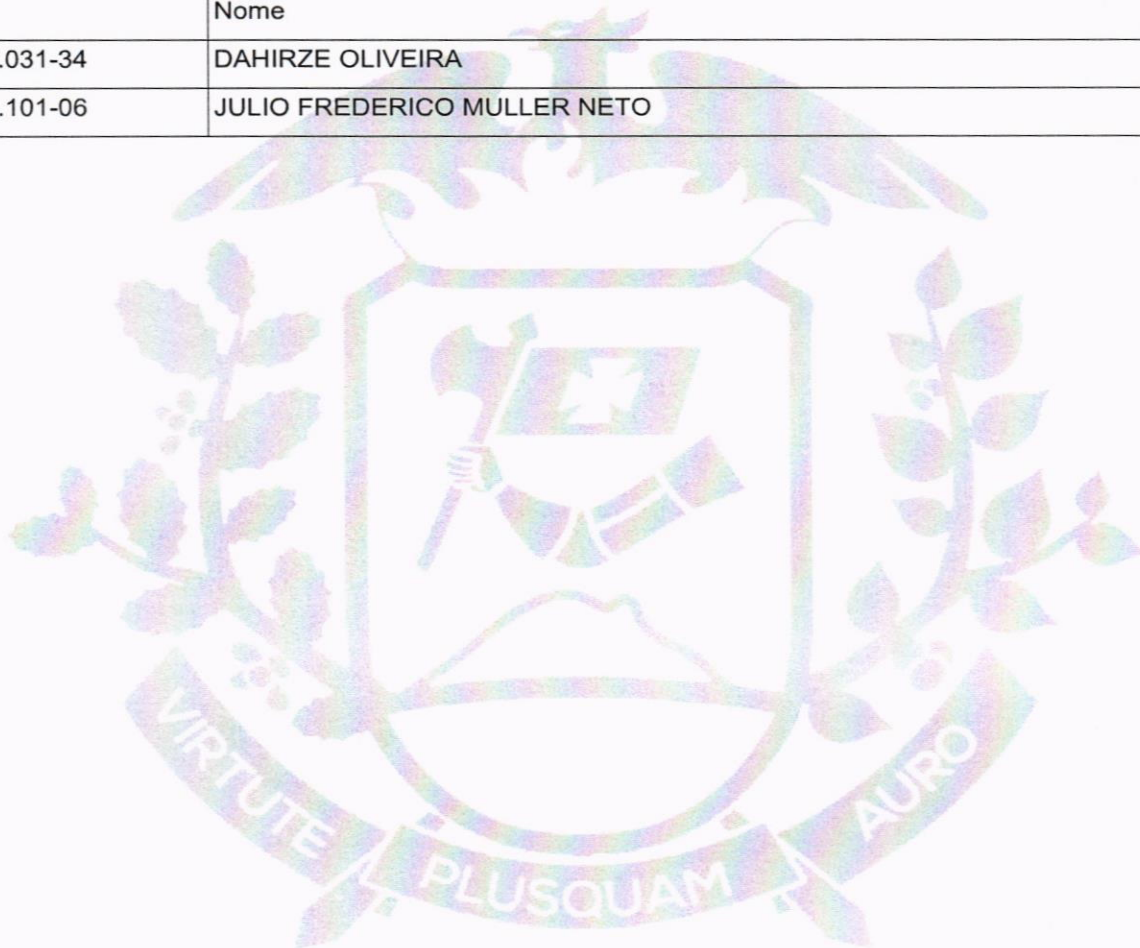 Nome
.031-34 DAHIRZE OLIVEIRA
.101-06 JULIO FREDERICO MULLER NETO
VIRTUTE PLUSQUAM AURO